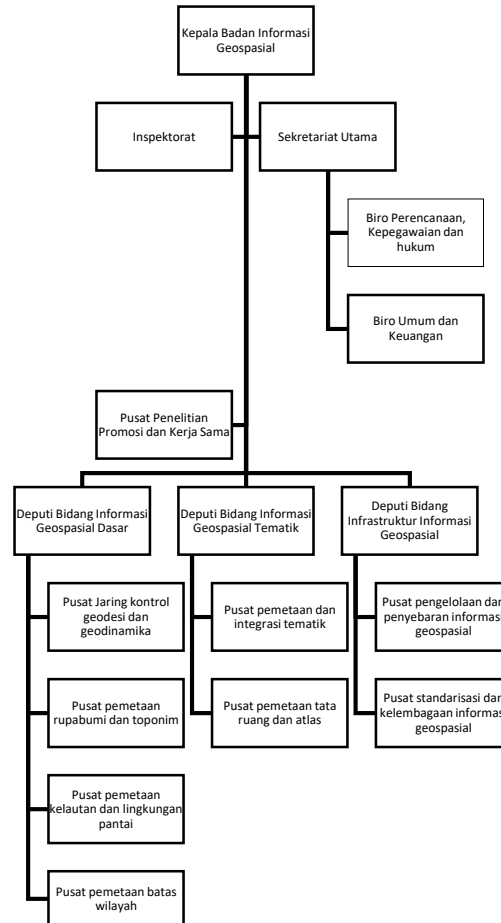 Kepala Badan Informasi
Geospasial
Inspektorat
Sekretariat Utama
Biro Perencanaan,
Kepegawaian dan
hukum
Biro Umum dan
Keuangan
Pusat Penelitian
Promosi dan Kerja Sama
Deputi Bidang Informasi
Geospasial Dasar
Deputi Bidang Informasi
Geospasial Tematik
Deputi Bidang
Infrastruktur Informasi
Geospasial
Pusat Jaring kontrol
geodesi dan
geodinamika
Pusat pemetaan dan
integrasi tematik
Pusat pengelolaan dan
penyebaran informasi
geospasial
Pusat pemetaan
rupabumi dan toponim
Pusat pemetaan tata
ruang dan atlas
Pusat standarisasi dan
kelembagaan informasi
geospasial
Pusat pemetaan
kelautan dan lingkungan
pantai
Pusat pemetaan batas
wilayah